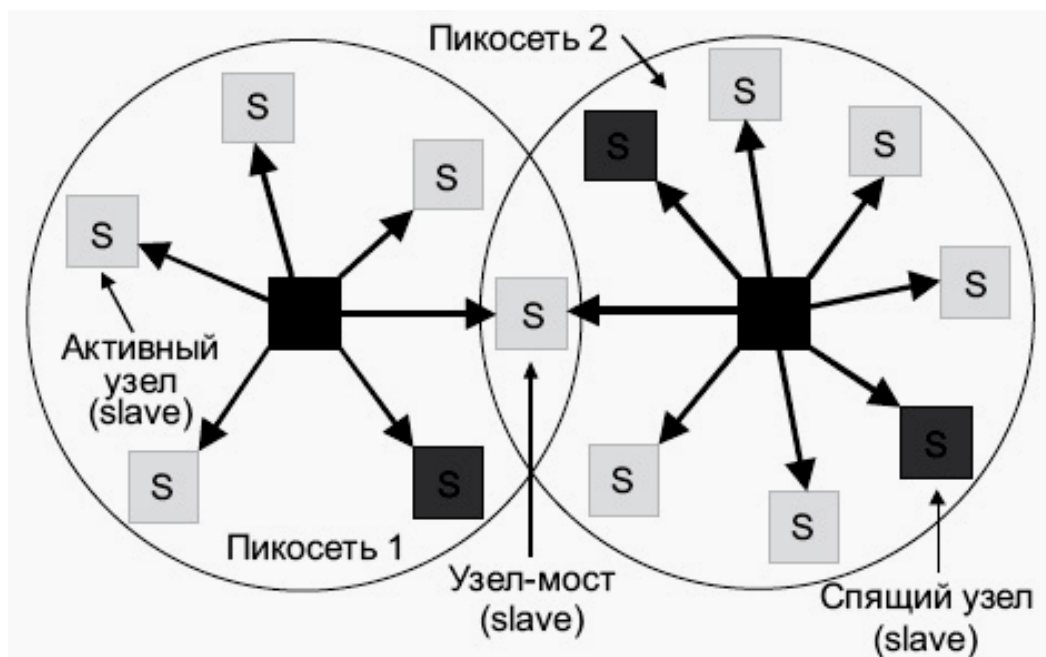 Пикосеть 2
S
S
S
S
S
S
S
S
S
Активный
узел
(slave)
S
S
S
S
S
Пикосеть 1
Узел-мост
(slave)
Спящий узел
(slave)